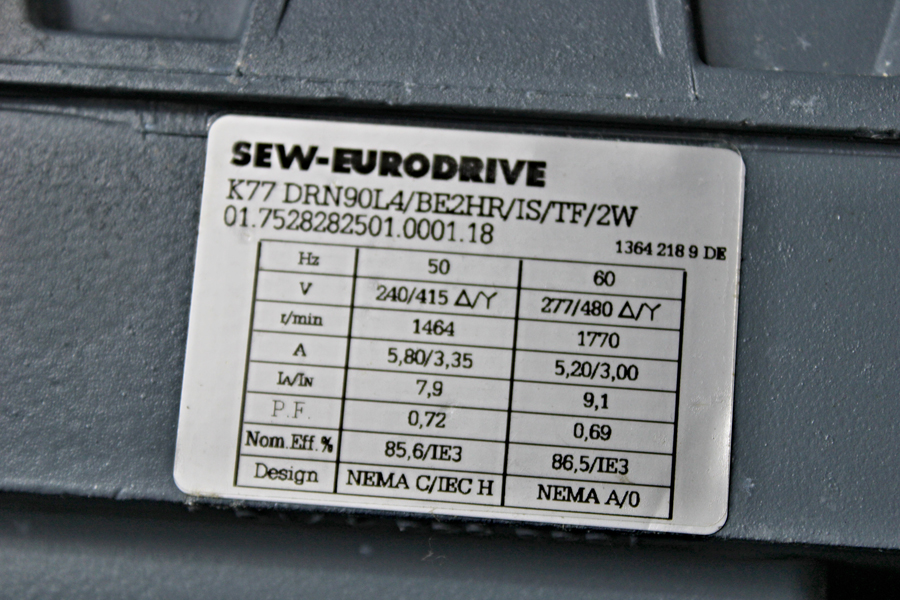 SEW-EURODRIVE
K77 DRN90L4/BE2HR/IS/TF/2W
01.7528282501.0001.18
1364 218 9 DE
Hz 50 60
V 240/415 Δ/Y 277/480 Δ/Y
r/min 1464 1770
A 5,80/3,35 5,20/3,00
IA/IN 7,9 9,1
P.F. 0,72 0,69
Nom.Eff.% 85,6/IE3 86,5/IE3
Design NEMA C/IEC H NEMA A/0